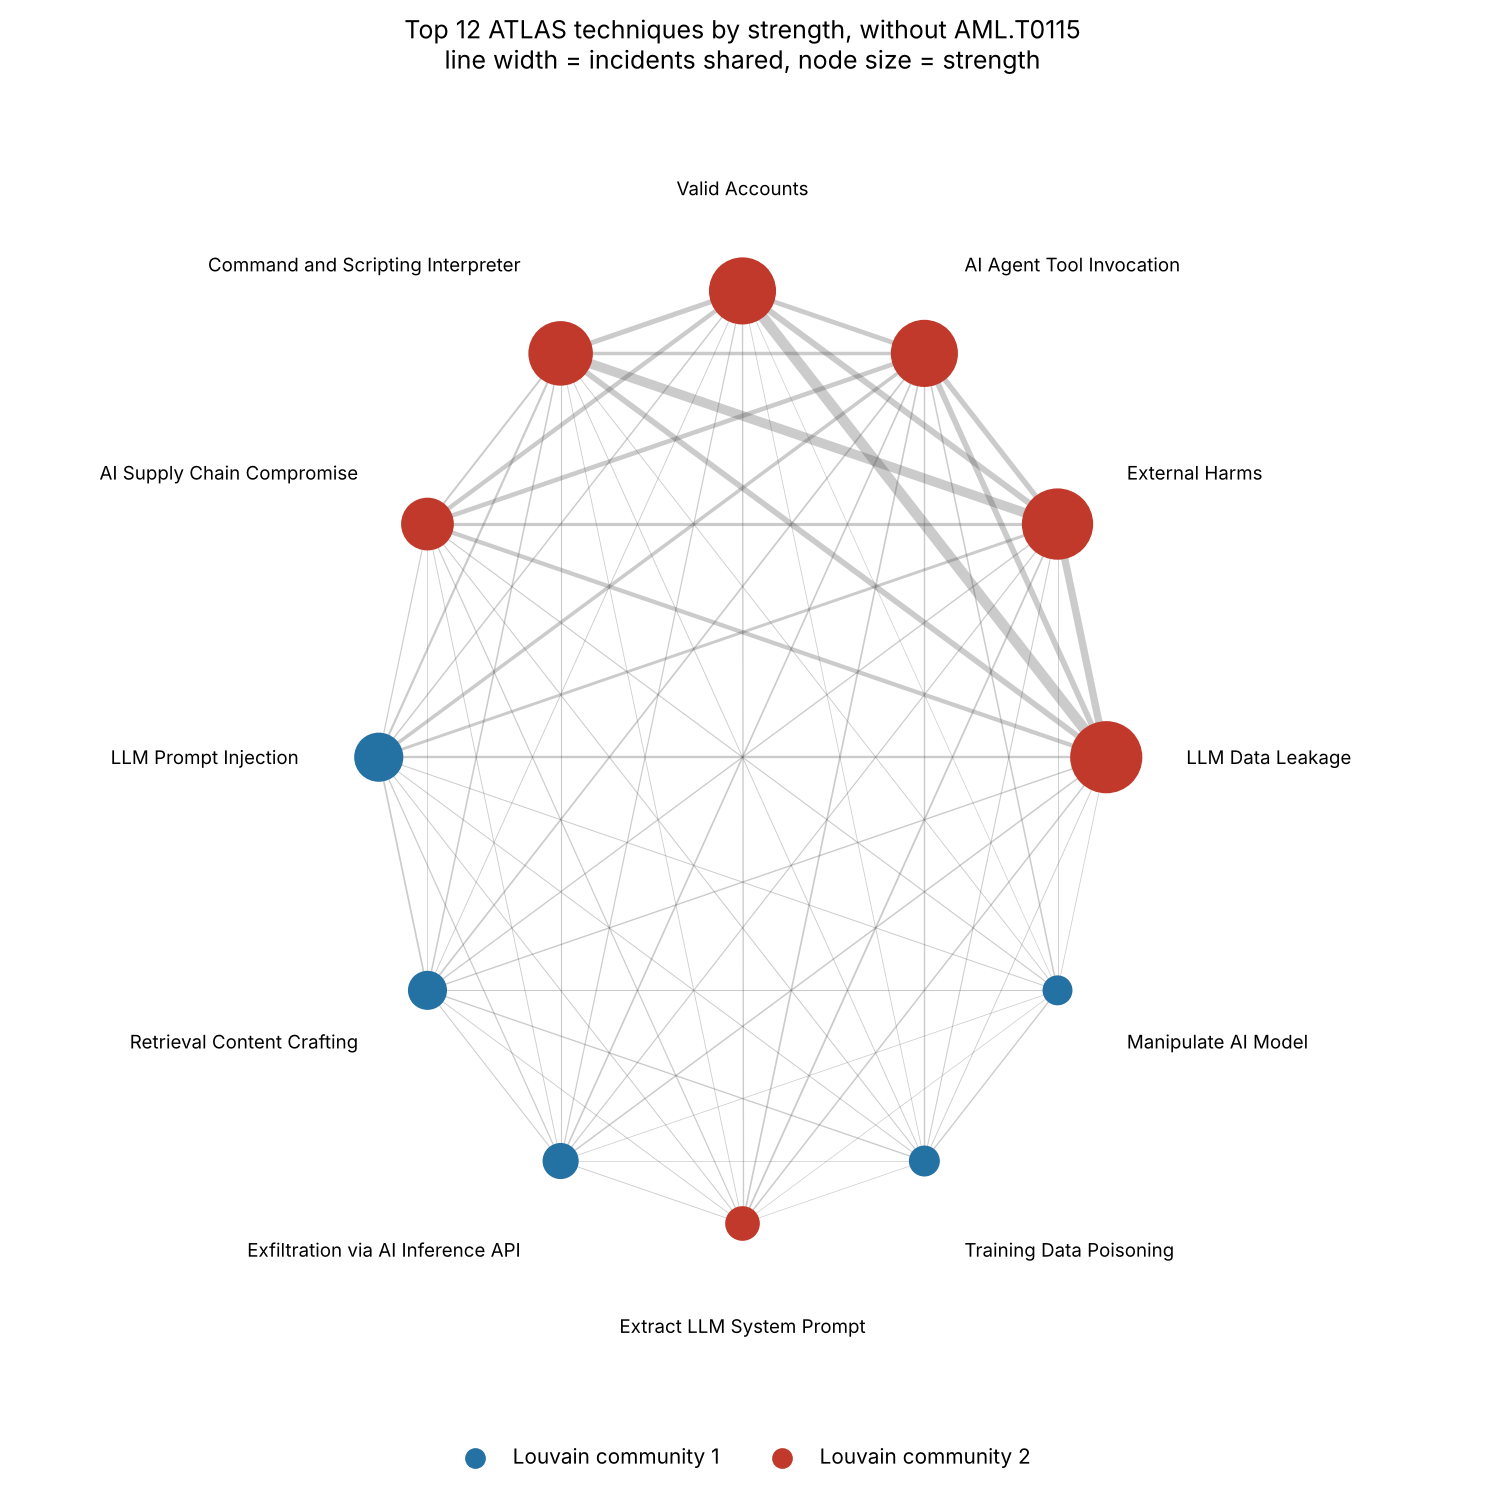 Top 12 ATLAS techniques by strength, without AML.T0115
line width = incidents shared, node size = strength
Valid Accounts
Command and Scripting Interpreter
AI Agent Tool Invocation
AI Supply Chain Compromise
External Harms
LLM Prompt Injection
LLM Data Leakage
Retrieval Content Crafting
Manipulate AI Model
Exfiltration via AI Inference API
Training Data Poisoning
Extract LLM System Prompt
Louvain community 1
Louvain community 2